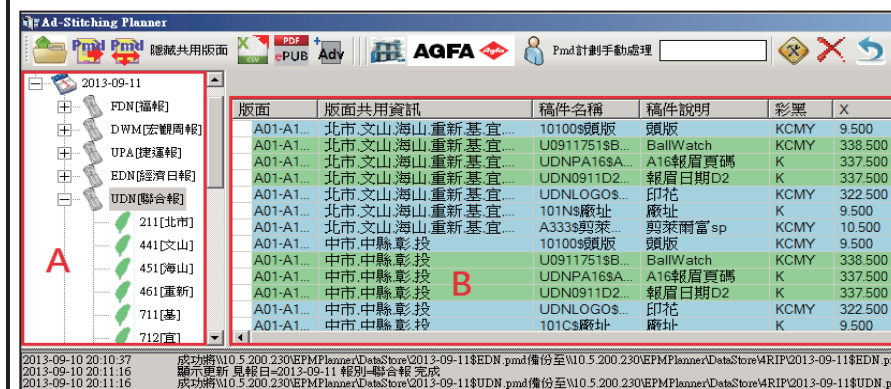 Ad-Stitching Planner
Pmd Pmd 隱藏共用版面 X CSV PDF ePUB +Adv AGFA Pmd計劃手動處理
2013-09-11
FDN[福報]
DWM[宏觀周報]
UPA[捷運報]
EDN[經濟日報]
UDN[聯合報]
211[北市]
441[文山]
451[海山]
461[重新]
711[基]
712[宜]
A
版面 版面共用資訊 稿件名稱 稿件說明 彩黑 X
A01-A1... 北市.文山.海山.重新.基.宜.... 10100$頭版 頭版 KCMY 9.500
A01-A1... 北市.文山.海山.重新.基.宜.... U0911751$B... BallWatch KCMY 338.500
A01-A1... 北市.文山.海山.重新.基.宜.... UDNPA16$A... A16報眉頁碼 K 337.500
A01-A1... 北市.文山.海山.重新.基.宜.... UDN0911D2... 報眉日期D2 K 337.500
A01-A1... 北市.文山.海山.重新.基.宜.... UDNLOGO$... 印花 KCMY 322.500
A01-A1... 北市.文山.海山.重新.基.宜.... 101N$廠址 廠址 K 9.500
A01-A1... 北市.文山.海山.重新.基.宜.... A333$剪萊... 剪萊爾富sp KCMY 10.500
A01-A1... 中市.中縣.彰.投 10100$頭版 頭版 KCMY 9.500
A01-A1... 中市.中縣.彰.投 U0911751$B... BallWatch KCMY 338.500
A01-A1... 中市.中縣.彰.投 UDNPA16$A... A16報眉頁碼 K 337.500
A01-A1... 中市.中縣.彰.投 UDN0911D2... 報眉日期D2 K 337.500
A01-A1... 中市.中縣.彰.投 UDNLOGO$... 印花 KCMY 322.500
A01-A1... 中市.中縣.彰.投 101C$廠址 廠址 K 9.500
B
2013-09-10 20:10:37 成功將\\10.5.200.230\EPMPlanner\DataStore\2013-09-11$EDN.pmd備份至\\10.5.200.230\EPMPlanner\DataStore\4RIP\2013-09-11$EDN.p
2013-09-10 20:11:16 顯示更新 見報日=2013-09-11 報別=聯合報 完成
2013-09-10 20:11:16 成功將\\10.5.200.230\EPMPlanner\DataStore\2013-09-11$UDN.pmd備份至\\10.5.200.230\EPMPlanner\DataStore\4RIP\2013-09-11$UDN.p